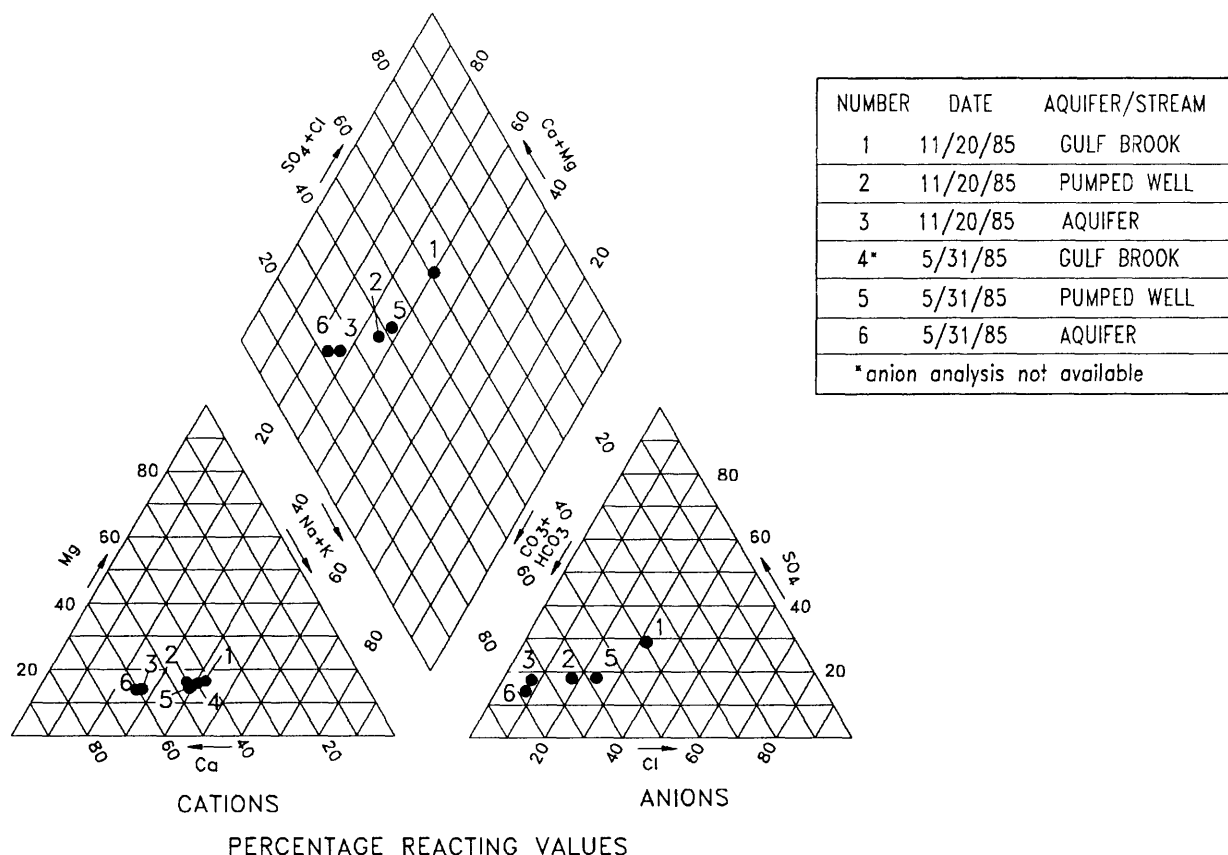 80
80
60
60
SO₄+Cl
Ca+Mg
40
40
20
20
1
2
5
6
3
NUMBER DATE AQUIFER/STREAM
1 11/20/85 GULF BROOK
2 11/20/85 PUMPED WELL
3 11/20/85 AQUIFER
4* 5/31/85 GULF BROOK
5 5/31/85 PUMPED WELL
6 5/31/85 AQUIFER
*anion analysis not available
20
40
Na+K
60
80
20
40
CO₃+
HCO₃
60
80
80
60
Mg
40
20
6
3
2
1
5
4
80
60
40
20
Ca
CATIONS
80
60
SO₄
40
20
1
3
2
5
6
20
40
60
80
Cl
ANIONS
PERCENTAGE REACTING VALUES